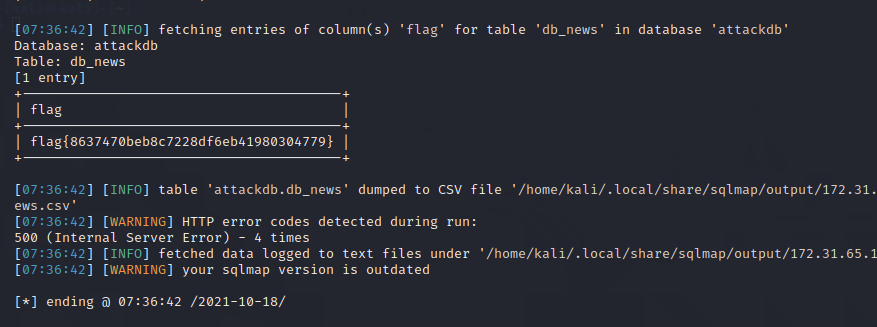 [07:36:42] [INFO] fetching entries of column(s) 'flag' for table 'db_news' in database 'attackdb'
Database: attackdb
Table: db_news
[1 entry]
+----------------------------------------+
| flag                                   |
+----------------------------------------+
| flag{8637470beb8c7228df6eb41980304779} |
+----------------------------------------+
[07:36:42] [INFO] table 'attackdb.db_news' dumped to CSV file '/home/kali/.local/share/sqlmap/output/172.31.
ews.csv'
[07:36:42] [WARNING] HTTP error codes detected during run:
500 (Internal Server Error) - 4 times
[07:36:42] [INFO] fetched data logged to text files under '/home/kali/.local/share/sqlmap/output/172.31.65.1
[07:36:42] [WARNING] your sqlmap version is outdated
[*] ending @ 07:36:42 /2021-10-18/